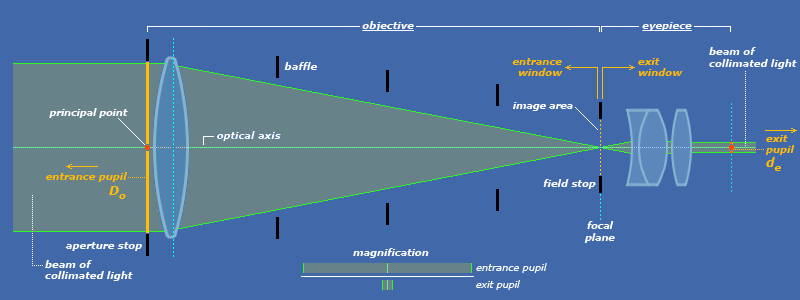 objective
eyepiece
beam of
collimated light
entrance
window
exit
window
baffle
image area
principal point
optical axis
exit
pupil
de
entrance pupil
Do
field stop
aperture stop
focal
plane
beam of
collimated light
magnification
entrance pupil
exit pupil